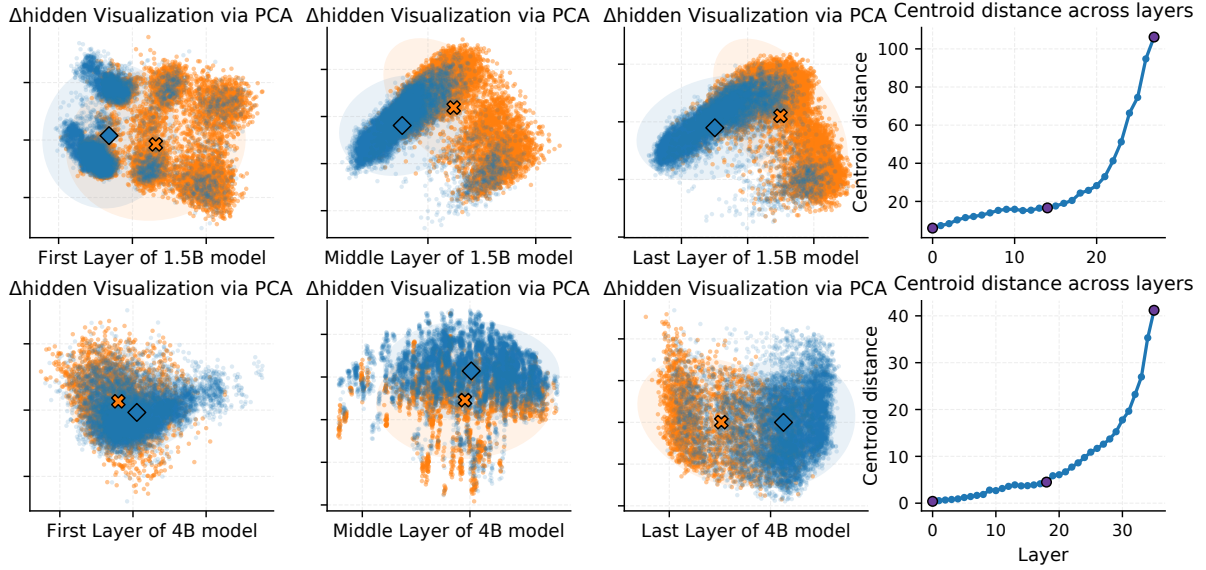 Δhidden Visualization via PCA
First Layer of 1.5B model
Δhidden Visualization via PCA
Middle Layer of 1.5B model
Δhidden Visualization via PCA
Last Layer of 1.5B model
Centroid distance across layers
Centroid distance
100
80
60
40
20
0
10
20
Δhidden Visualization via PCA
First Layer of 4B model
Δhidden Visualization via PCA
Middle Layer of 4B model
Δhidden Visualization via PCA
Last Layer of 4B model
Centroid distance across layers
Centroid distance
40
30
20
10
0
0
10
20
30
Layer